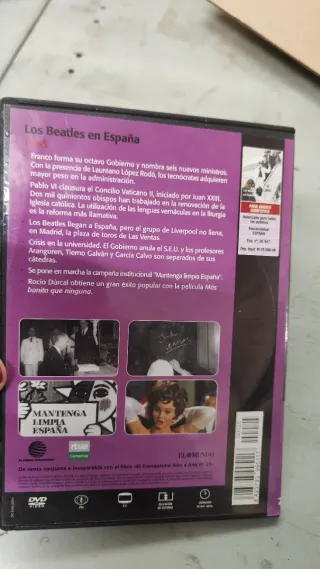 Los Beatles en España
Franco forma su octavo Gobierno y nombra seis nuevos ministros.
Con la presencia de Laureano López Rodó, los tecnócratas adquieren
mayor peso en la administración.
Pablo VI clausura el Concilio Vaticano II, iniciado por Juan XXIII.
Dos mil quinientos obispos han trabajado en la renovación de la
Iglesia católica. La utilización de las lenguas vernáculas en la liturgia
es la reforma más llamativa.
Los Beatles llegan a España, pero el grupo de Liverpool no llena,
en Madrid, la plaza de toros de Las Ventas.
Crisis en la universidad. El Gobierno anula el S.E.U. y los profesores
Aranguren, Tierno Galván y García Calvo son separados de sus
cátedras.
Se pone en marcha la campaña institucional "Mantenga limpia España".
Rocío Dúrcal obtiene un gran éxito popular con la película Más
bonita que ninguna.
MANTENGA
LIMPIA
ESPAÑA
rtve
EL MUNDO
DVD
VIDEO